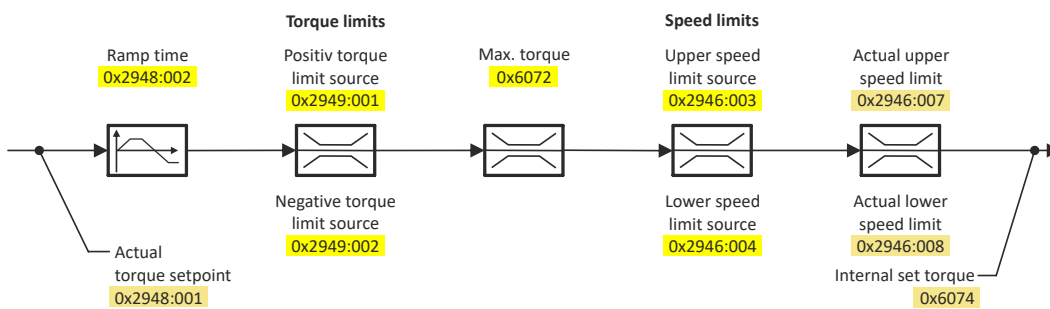 Torque limits
Speed limits
Ramp time
0x2948:002
Positiv torque
limit source
0x2949:001
Max. torque
0x6072
Upper speed
limit source
0x2946:003
Actual upper
speed limit
0x2946:007
Negative torque
limit source
0x2949:002
Lower speed
limit source
0x2946:004
Actual lower
speed limit
0x2946:008
Actual
torque setpoint
0x2948:001
Internal set torque
0x6074